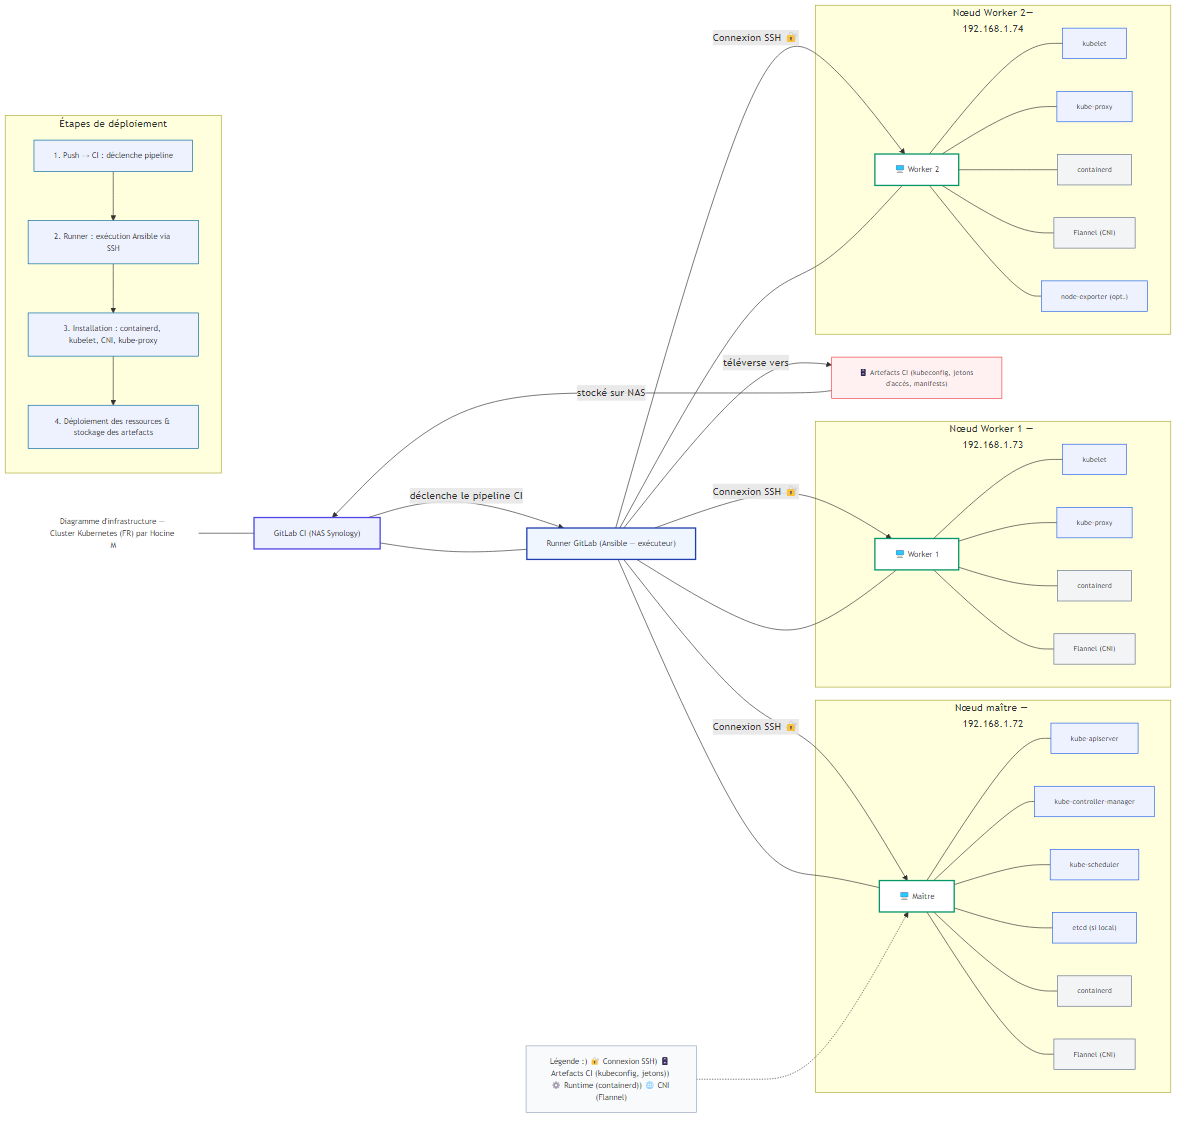 Étapes de déploiement
1. Push → CI : déclenche pipeline
2. Runner : exécution Ansible via
SSH
3. Installation : containerd,
kubelet, CNI, kube-proxy
4. Déploiement des ressources &
stockage des artefacts
Diagramme d'infrastructure —
Cluster Kubernetes (FR) par Hocine
M
GitLab CI (NAS Synology)
déclenche le pipeline CI
stocké sur NAS
Runner GitLab (Ansible — exécuteur)
téléverse vers
Connexion SSH 🔐
Connexion SSH 🔐
Connexion SSH 🔐
Nœud Worker 2—
192.168.1.74
🖥️ Worker 2
kubelet
kube-proxy
containerd
Flannel (CNI)
node-exporter (opt.)
🗄 Artefacts CI (kubeconfig, jetons
d'accès, manifests)
Nœud Worker 1 —
192.168.1.73
🖥️ Worker 1
kubelet
kube-proxy
containerd
Flannel (CNI)
Nœud maître —
192.168.1.72
🖥️ Maître
kube-apiserver
kube-controller-manager
kube-scheduler
etcd (si local)
containerd
Flannel (CNI)
Légende :) 🔐 Connexion SSH) 🗄
Artefacts CI (kubeconfig, jetons))
⚙️ Runtime (containerd)) 🌐 CNI
(Flannel)